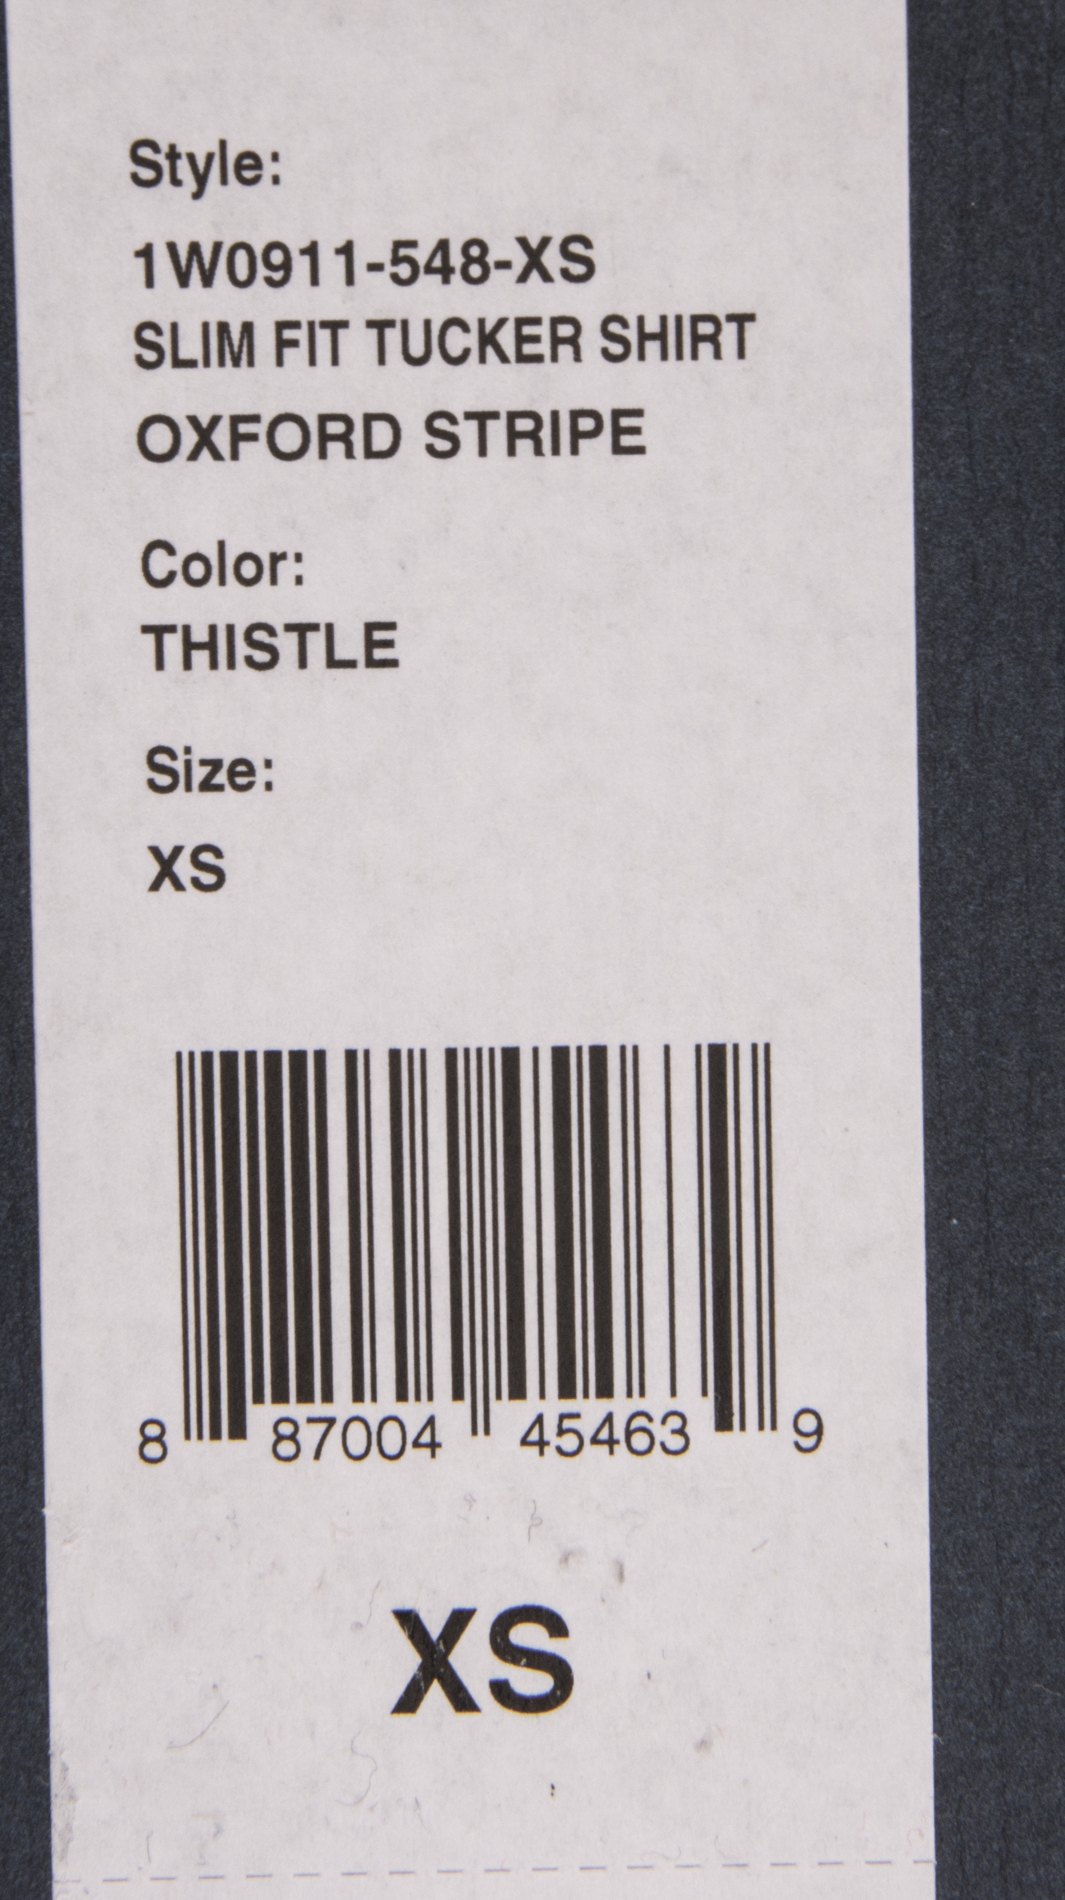 Style:
1W0911-548-XS
SLIM FIT TUCKER SHIRT
OXFORD STRIPE
Color:
THISTLE
Size:
XS
8 87004 45463 9
XS